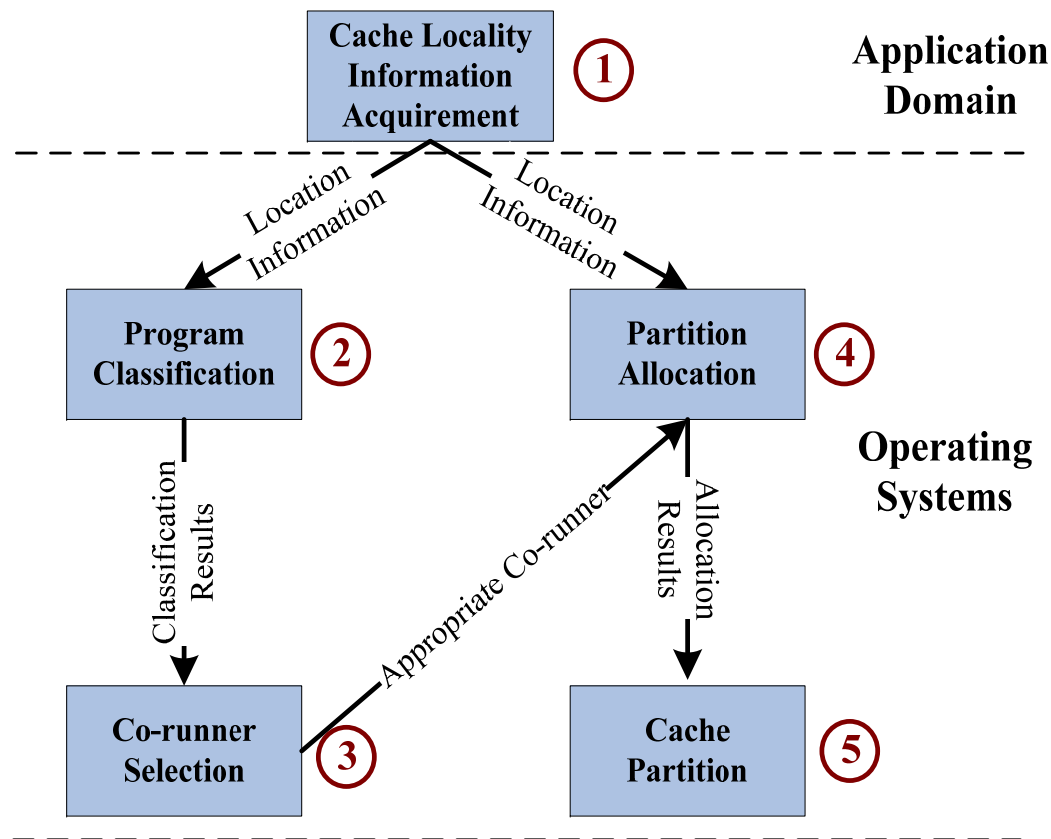 Cache Locality
Information
Acquirement
1
Application
Domain
Location
Information
Location
Information
Program
Classification
2
Partition
Allocation
4
Operating
Systems
Classification
Results
Appropriate Co-runner
Allocation
Results
Co-runner
Selection
3
Cache
Partition
5